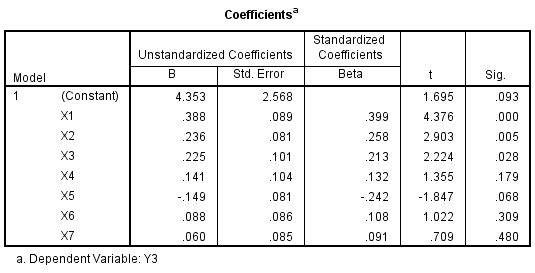 Coefficientsa
Unstandardized Coefficients Standardized Coefficients
Model B Std. Error Beta t Sig.
1 (Constant) 4.353 2.568 1.695 .093
X1 .388 .089 .399 4.376 .000
X2 .236 .081 .258 2.903 .005
X3 .225 .101 .213 2.224 .028
X4 .141 .104 .132 1.355 .179
X5 -.149 .081 -.242 -1.847 .068
X6 .088 .086 .108 1.022 .309
X7 .060 .085 .091 .709 .480
a. Dependent Variable: Y3